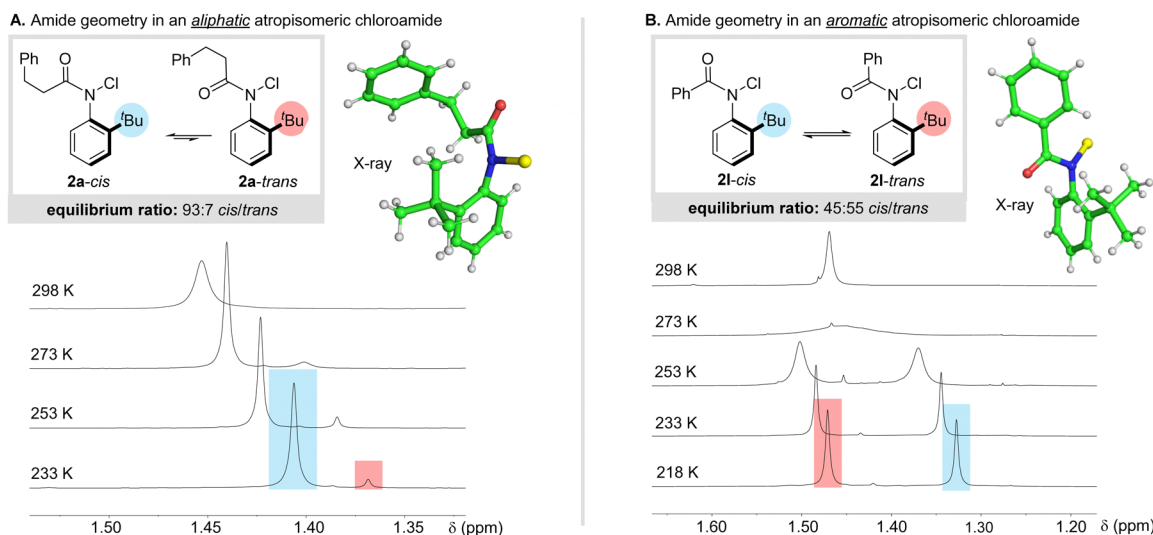 A. Amide geometry in an aliphatic atropisomeric chloroamide
Ph
O
N
Cl
tBu
2a-cis
Ph
O
N
Cl
tBu
2a-trans
equilibrium ratio: 93:7 cis/trans
X-ray
298 K
273 K
253 K
233 K
1.50
1.45
1.40
1.35
δ (ppm)
B. Amide geometry in an aromatic atropisomeric chloroamide
O
Ph
N
Cl
tBu
2l-cis
Ph
O
N
Cl
tBu
2l-trans
equilibrium ratio: 45:55 cis/trans
X-ray
298 K
273 K
253 K
233 K
218 K
1.60
1.50
1.40
1.30
1.20
δ (ppm)